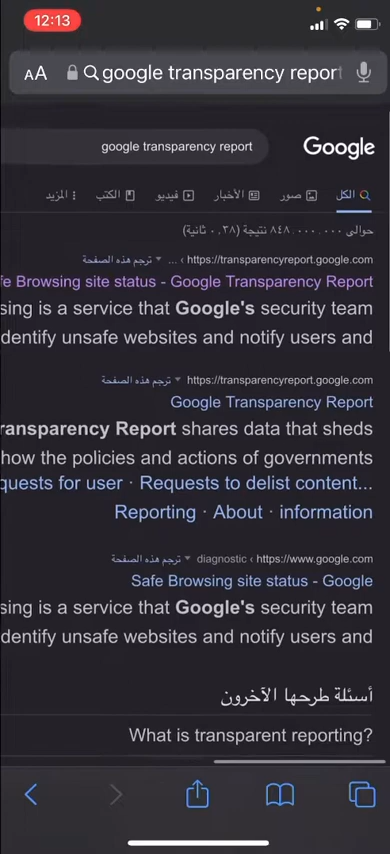 12:13
AA google transparency report
Google
google transparency report
الكل صور الأخبار فيديو الكتب المزيد
حوالى ٨٤٨٬٠٠٠٬٠٠٠ نتيجة (٠٫٣٨ ثانية)
https://transparencyreport.google.com › ... ترجم هذه الصفحة
fe Browsing site status - Google Transparency Report
sing is a service that Google's security team
dentify unsafe websites and notify users and
https://transparencyreport.google.com ترجم هذه الصفحة
Google Transparency Report
ransparency Report shares data that sheds
how the policies and actions of governments
quests for user · Requests to delist content...
Reporting · About · information
https://www.google.com › diagnostic ترجم هذه الصفحة
Safe Browsing site status - Google
sing is a service that Google's security team
dentify unsafe websites and notify users and
أسئلة طرحها الآخرون
What is transparent reporting?